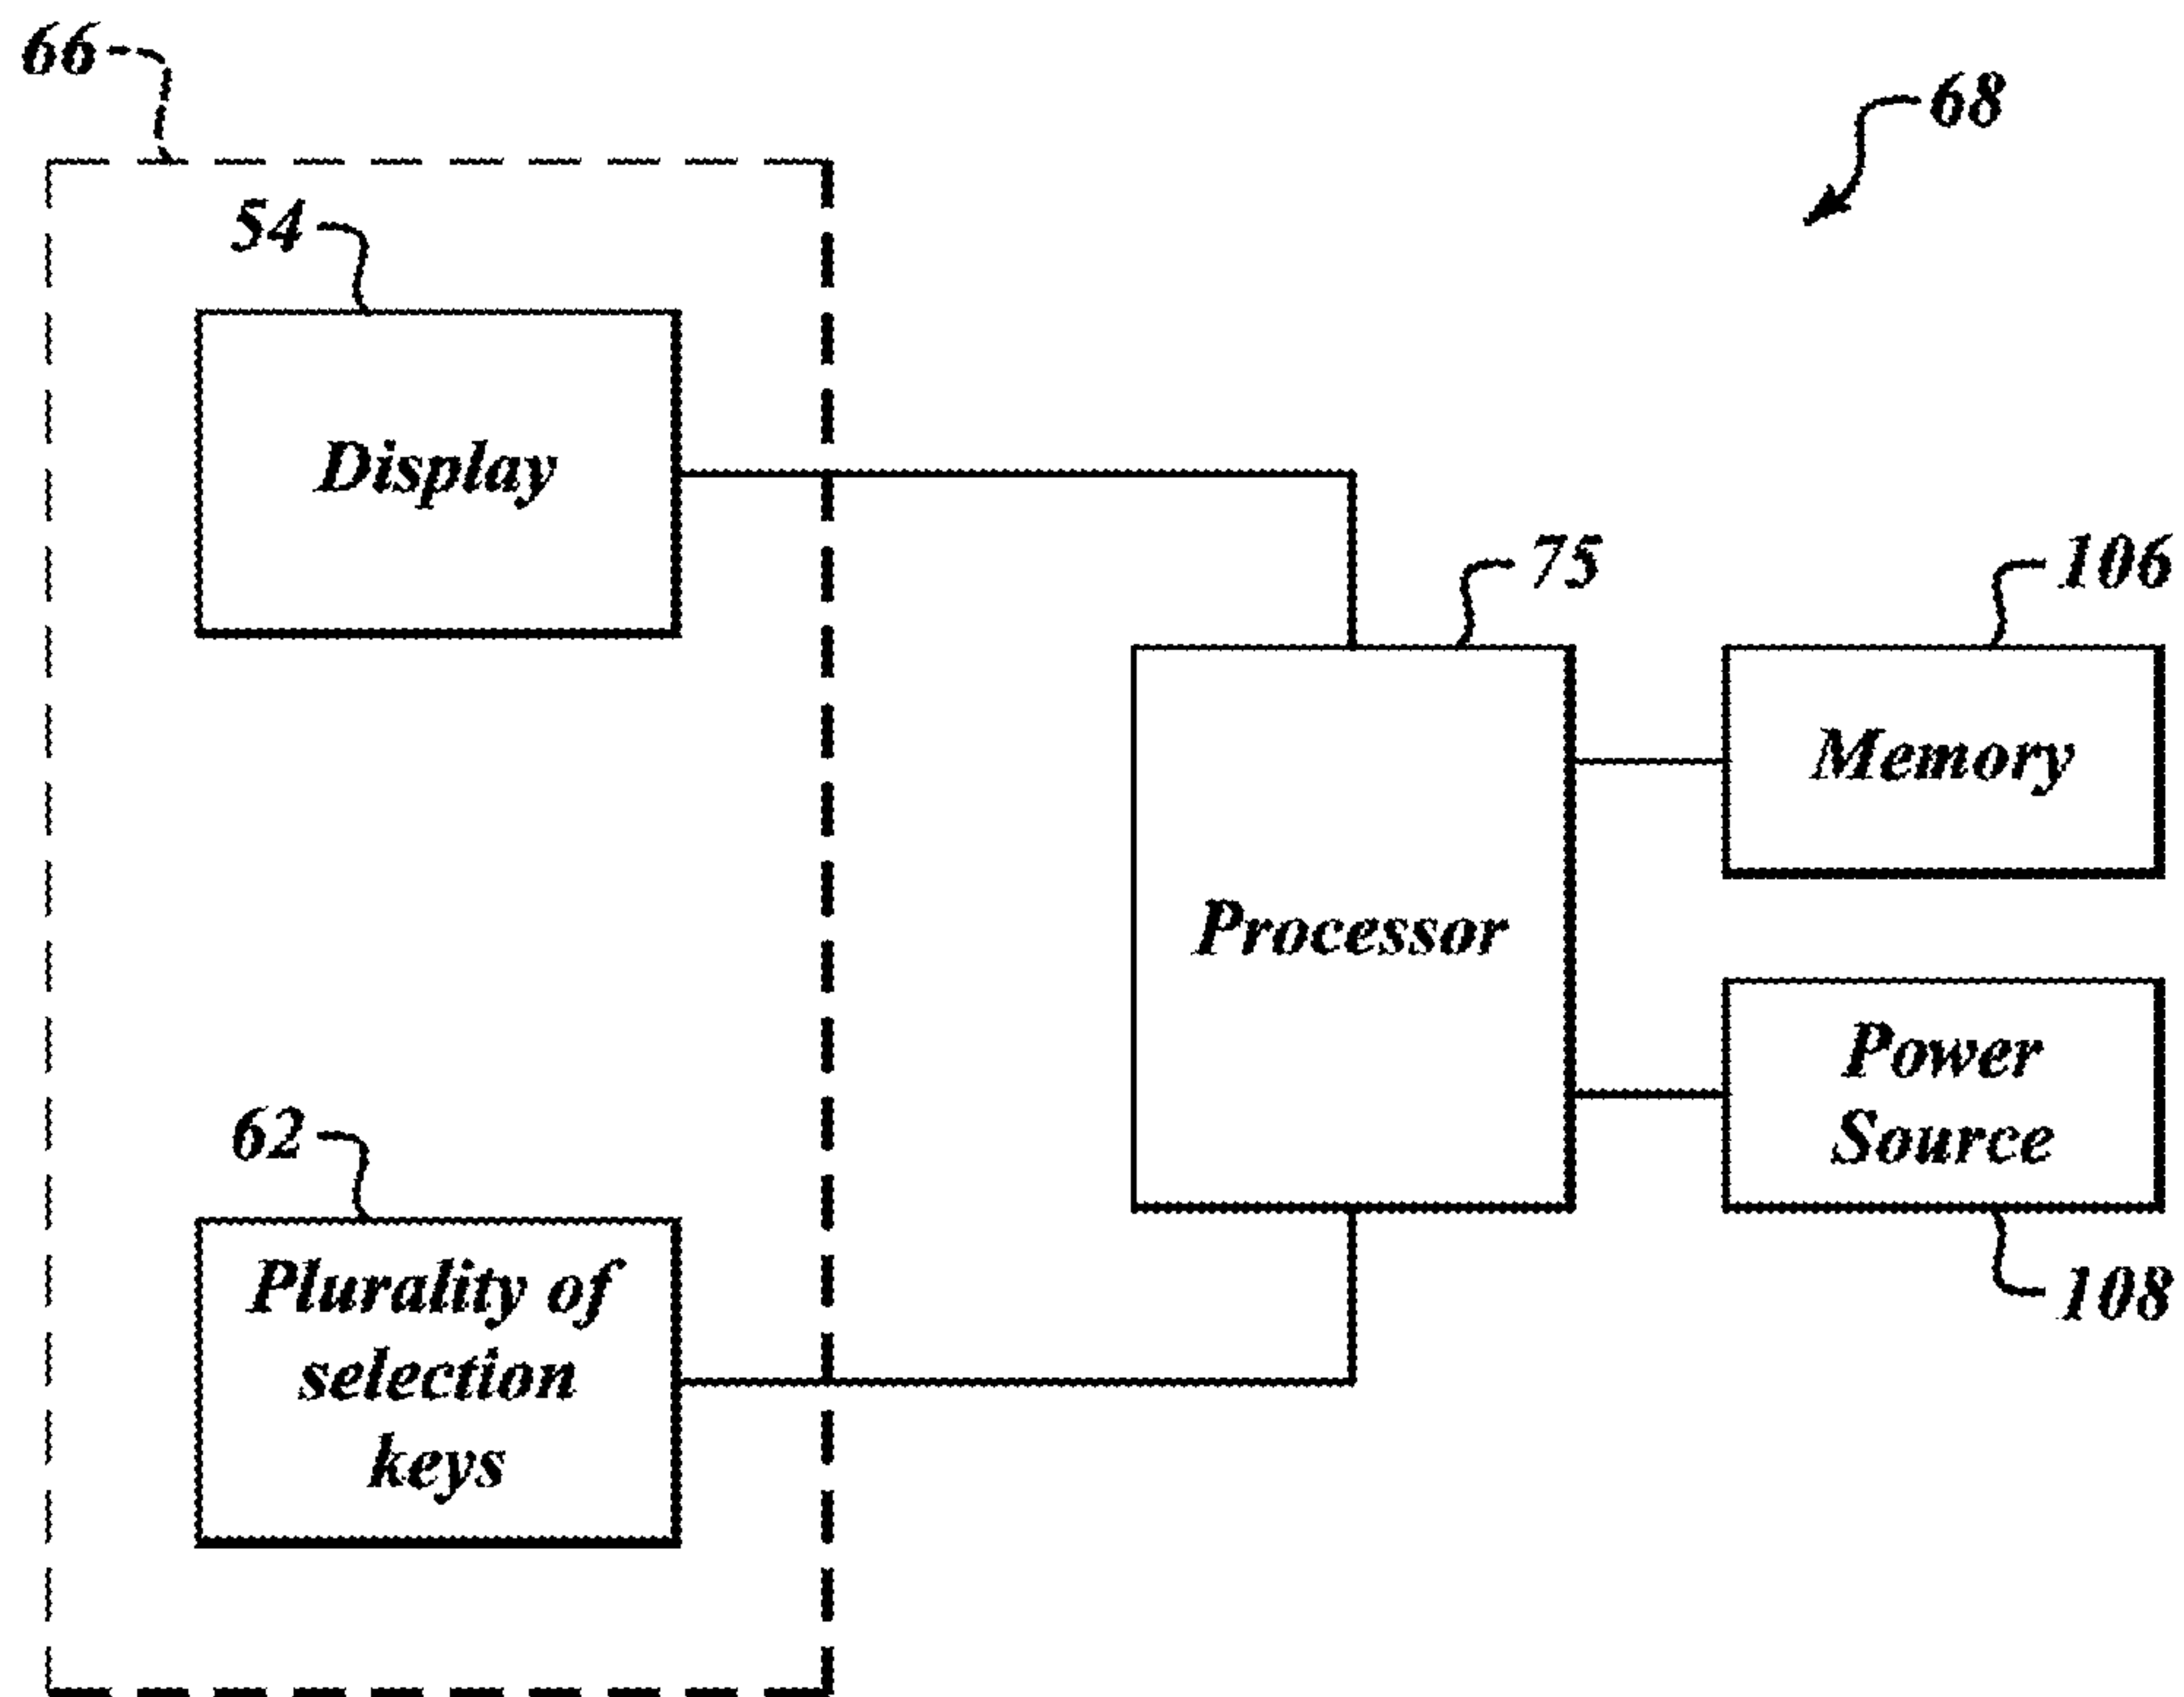 66
68
54
Display
75
106
Memory
Processor
Power
Source
62
Plurality of
selection
keys
108